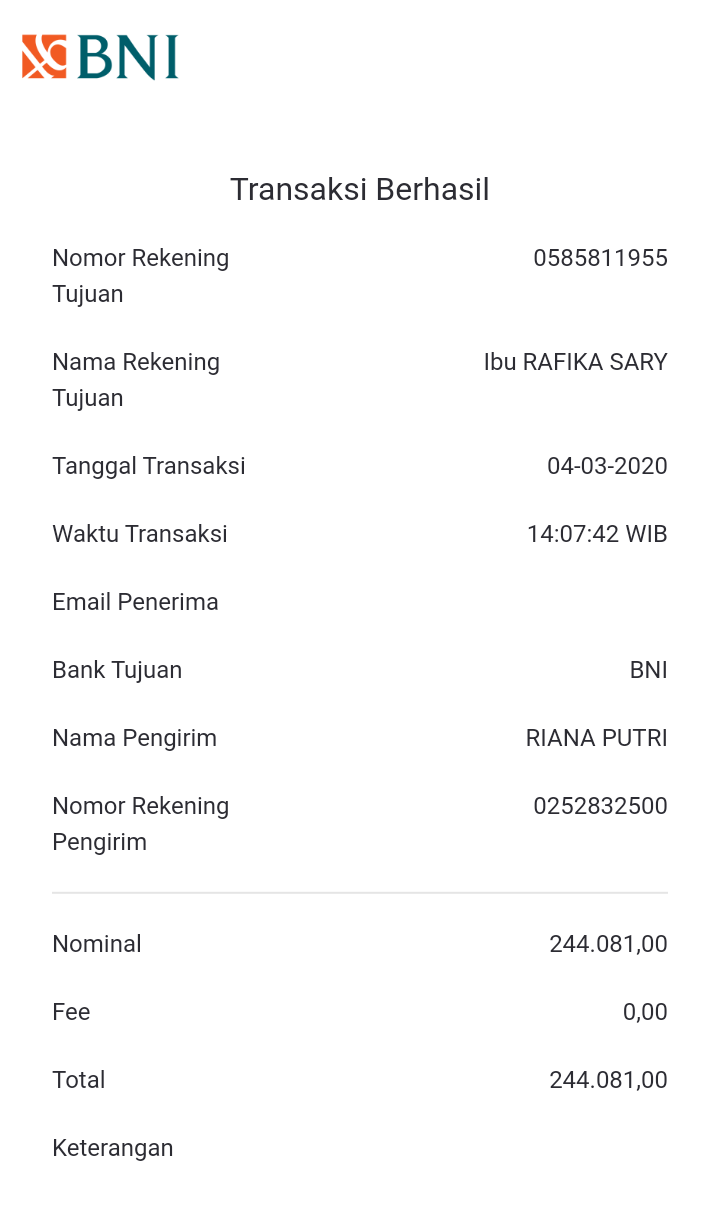 BNI
Transaksi Berhasil
Nomor Rekening 0585811955
Tujuan
Nama Rekening Ibu RAFIKA SARY
Tujuan
Tanggal Transaksi 04-03-2020
Waktu Transaksi 14:07:42 WIB
Email Penerima
Bank Tujuan BNI
Nama Pengirim RIANA PUTRI
Nomor Rekening 0252832500
Pengirim
Nominal 244.081,00
Fee 0,00
Total 244.081,00
Keterangan